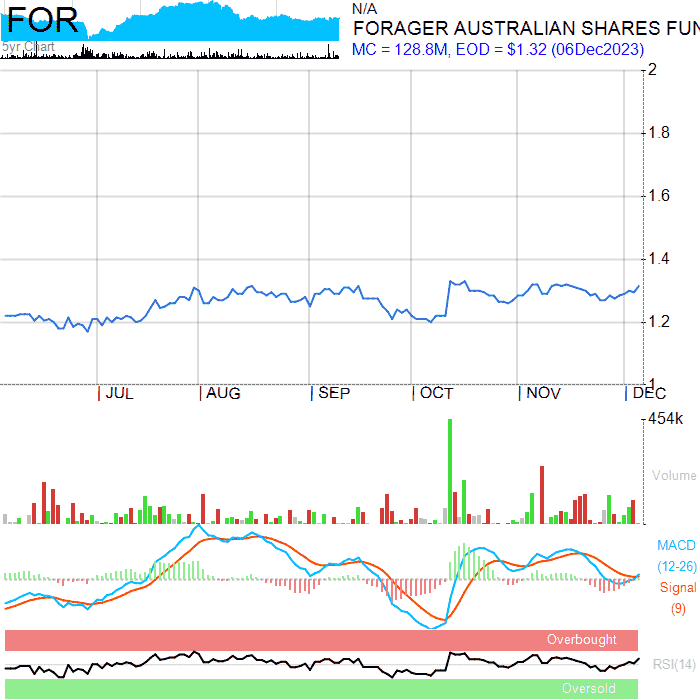 FOR
5yr Chart
N/A
FORAGER AUSTRALIAN SHARES FUN
MC = 128.8M, EOD = $1.32 (06Dec2023)
2
1.8
1.6
1.4
1.2
1
JUL AUG SEP OCT NOV DEC
454k
Volume
MACD
(12-26)
Signal
(9)
Overbought
RSI(14)
Oversold